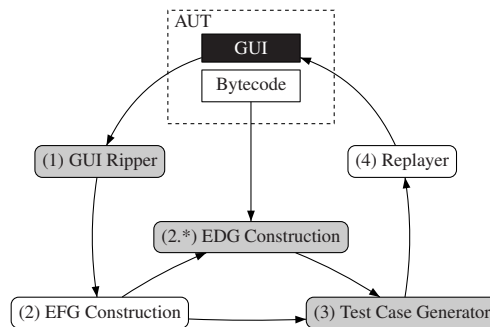 AUT
GUI
Bytecode
(1) GUI Ripper
(4) Replayer
(2.*) EDG Construction
(2) EFG Construction
(3) Test Case Generator